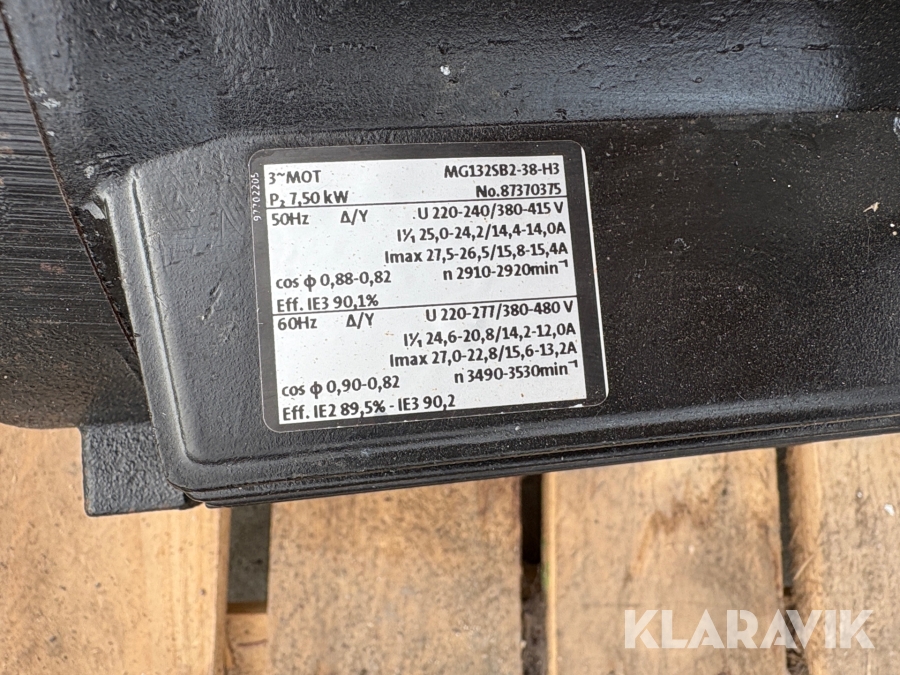 97702205
3~MOT MG132SB2-38-H3
P₂ 7,50 kW No.87370375
50Hz Δ/Y U 220-240/380-415 V
I¹/₁ 25,0-24,2/14,4-14,0A
Imax 27,5-26,5/15,8-15,4A
cos φ 0,88-0,82 n 2910-2920min⁻¹
Eff. IE3 90,1%
60Hz Δ/Y U 220-277/380-480 V
I¹/₁ 24,6-20,8/14,2-12,0A
Imax 27,0-22,8/15,6-13,2A
cos φ 0,90-0,82 n 3490-3530min⁻¹
Eff. IE2 89,5% - IE3 90,2
KLARAVIK